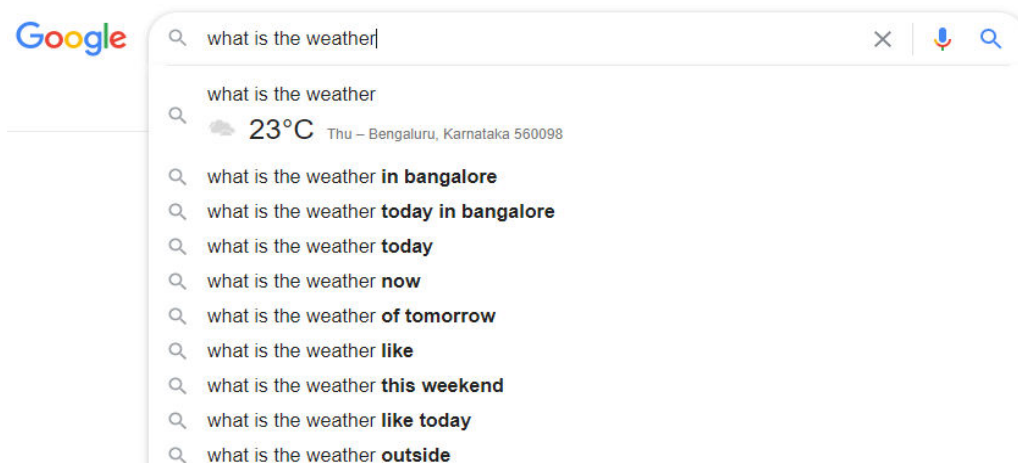 Google
what is the weather
what is the weather
23°C Thu – Bengaluru, Karnataka 560098
what is the weather in bangalore
what is the weather today in bangalore
what is the weather today
what is the weather now
what is the weather of tomorrow
what is the weather like
what is the weather this weekend
what is the weather like today
what is the weather outside